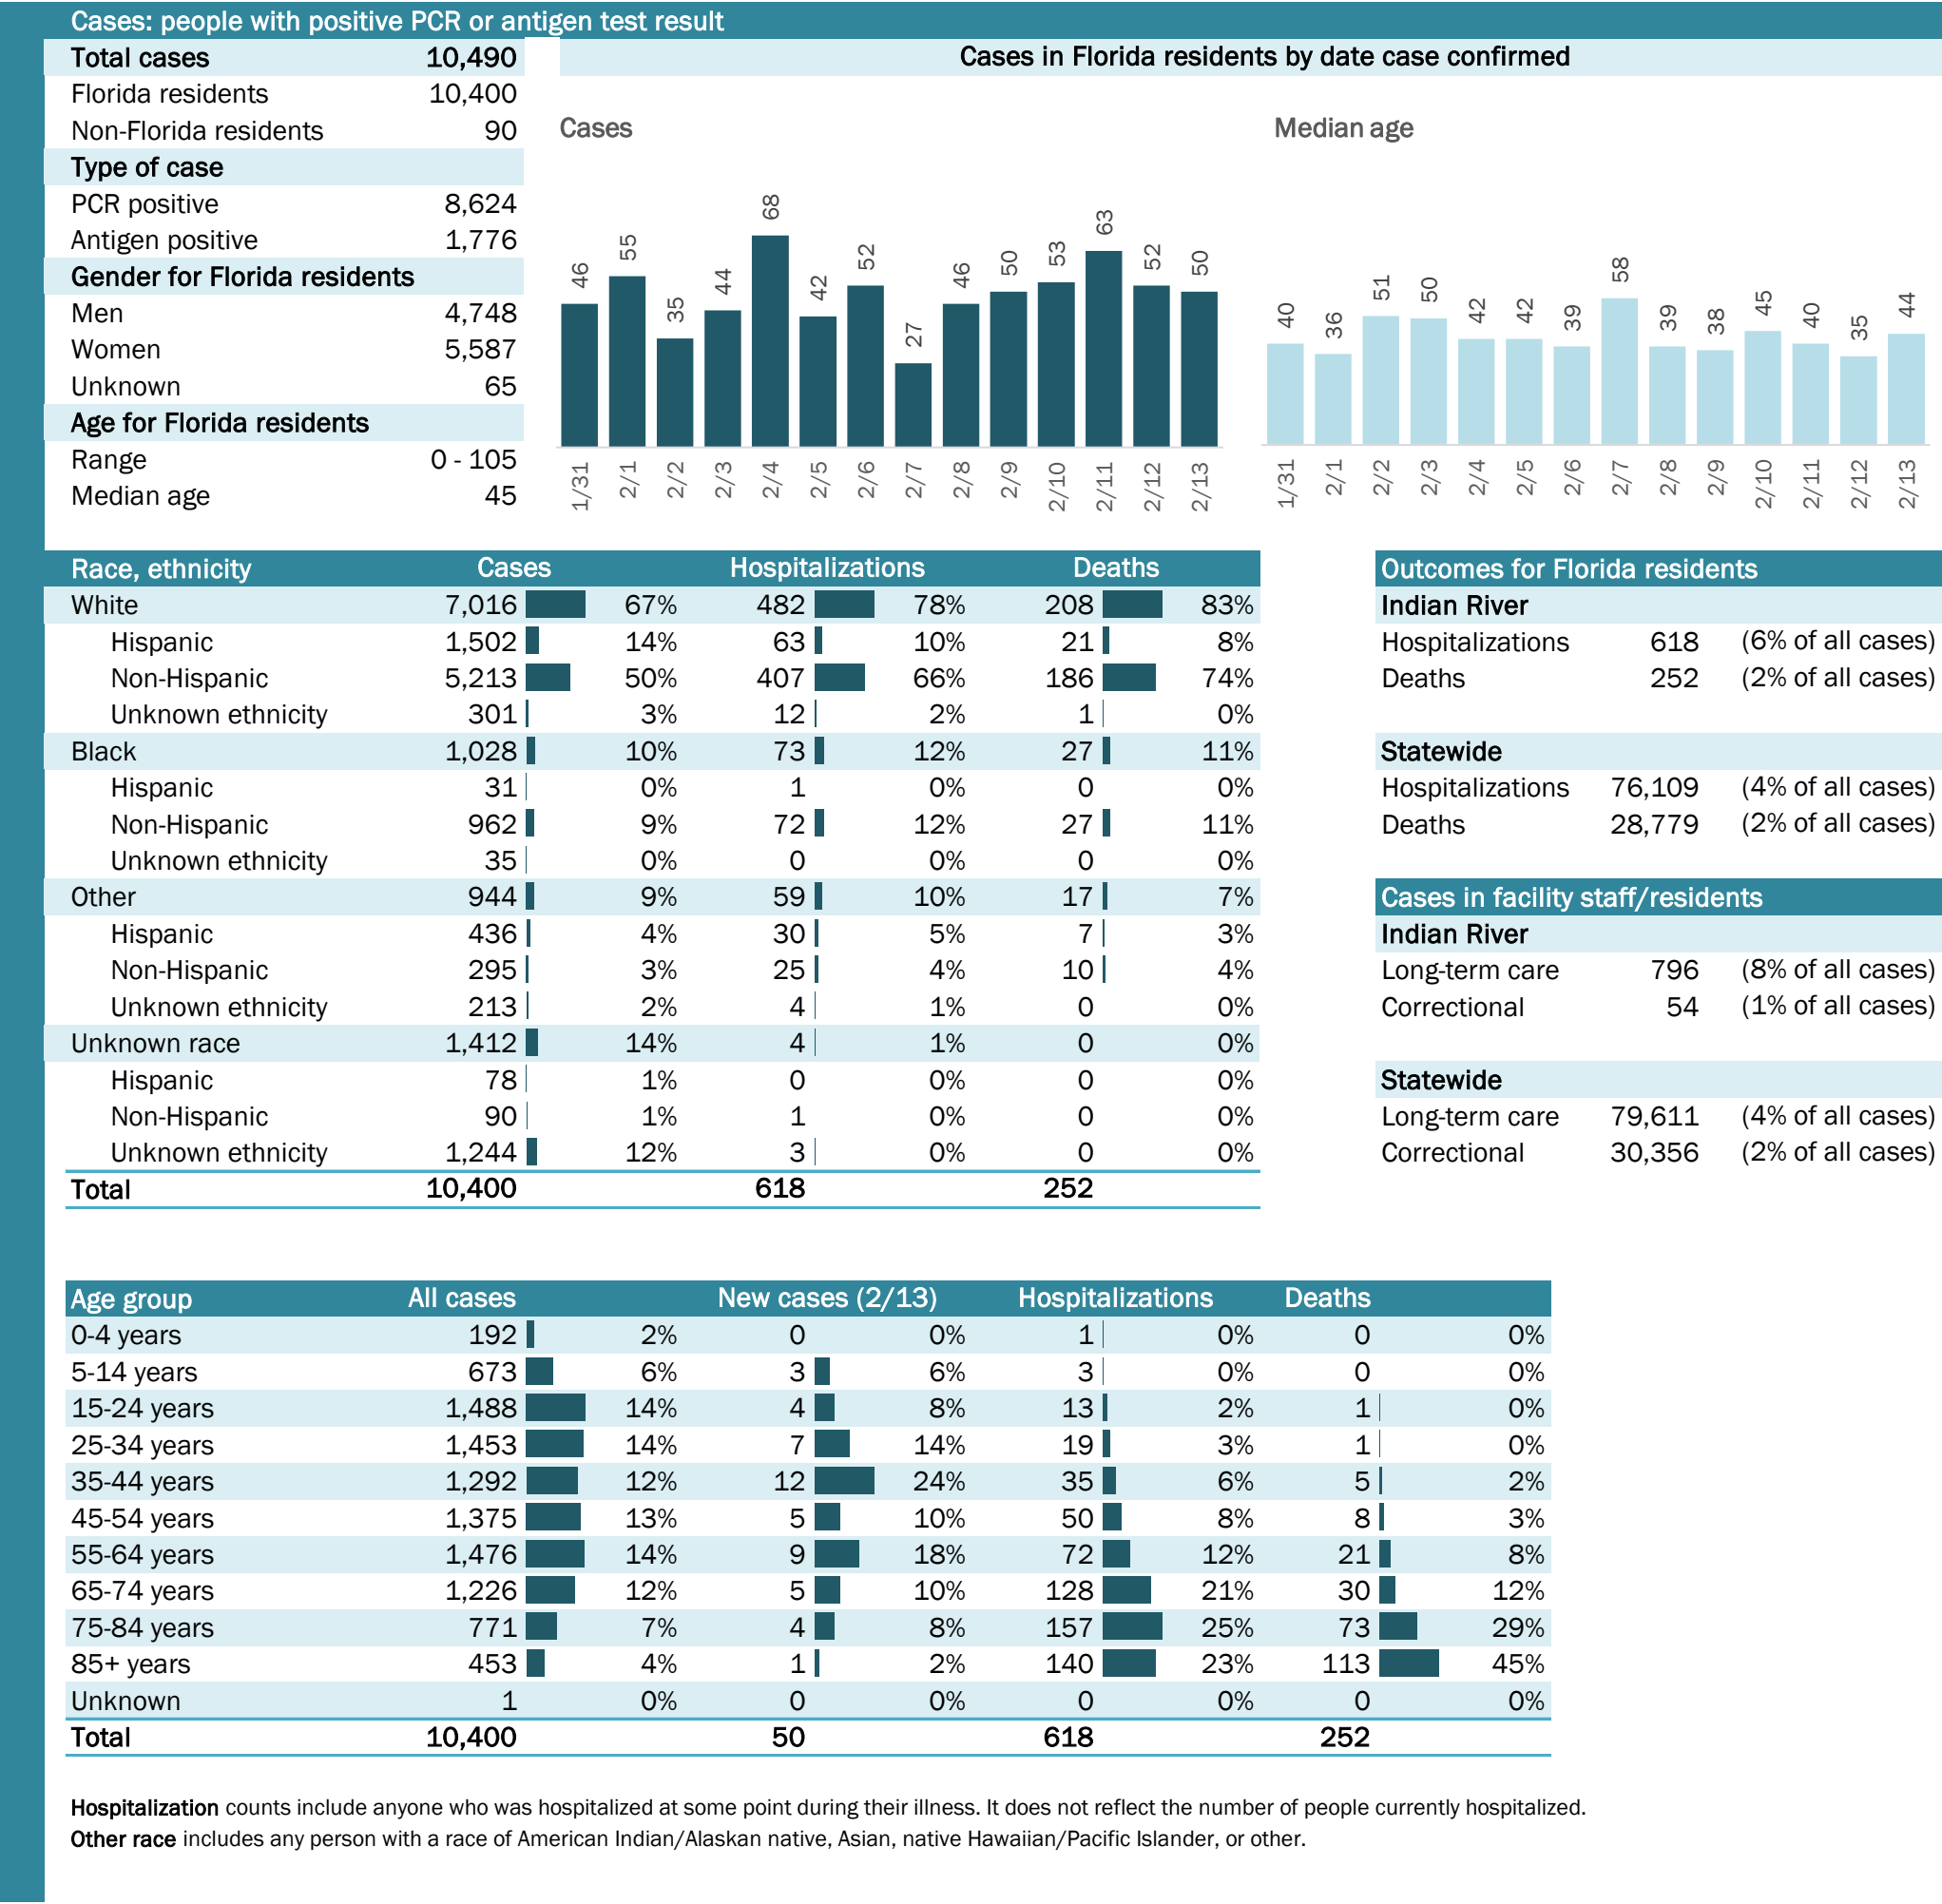 Cases: people with positive PCR or antigen test result
Total cases 10,490
Florida residents 10,400
Non-Florida residents 90
Type of case
PCR positive 8,624
Antigen positive 1,776
Gender for Florida residents
Men 4,748
Women 5,587
Unknown 65
Age for Florida residents
Range 0 - 105
Median age 45
Cases in Florida residents by date case confirmed
Cases
46 55 35 44 68 42 52 27 46 50 53 63 52 50
1/31 2/1 2/2 2/3 2/4 2/5 2/6 2/7 2/8 2/9 2/10 2/11 2/12 2/13
Median age
40 36 51 50 42 42 39 58 39 38 45 40 35 44
1/31 2/1 2/2 2/3 2/4 2/5 2/6 2/7 2/8 2/9 2/10 2/11 2/12 2/13
Race, ethnicity Cases Hospitalizations Deaths
White 7,016 67% 482 78% 208 83%
Hispanic 1,502 14% 63 10% 21 8%
Non-Hispanic 5,213 50% 407 66% 186 74%
Unknown ethnicity 301 3% 12 2% 1 0%
Black 1,028 10% 73 12% 27 11%
Hispanic 31 0% 1 0% 0 0%
Non-Hispanic 962 9% 72 12% 27 11%
Unknown ethnicity 35 0% 0 0% 0 0%
Other 944 9% 59 10% 17 7%
Hispanic 436 4% 30 5% 7 3%
Non-Hispanic 295 3% 25 4% 10 4%
Unknown ethnicity 213 2% 4 1% 0 0%
Unknown race 1,412 14% 4 1% 0 0%
Hispanic 78 1% 0 0% 0 0%
Non-Hispanic 90 1% 1 0% 0 0%
Unknown ethnicity 1,244 12% 3 0% 0 0%
Total 10,400 618 252
Outcomes for Florida residents
Indian River
Hospitalizations 618 (6% of all cases)
Deaths 252 (2% of all cases)
Statewide
Hospitalizations 76,109 (4% of all cases)
Deaths 28,779 (2% of all cases)
Cases in facility staff/residents
Indian River
Long-term care 796 (8% of all cases)
Correctional 54 (1% of all cases)
Statewide
Long-term care 79,611 (4% of all cases)
Correctional 30,356 (2% of all cases)
Age group All cases New cases (2/13) Hospitalizations Deaths
0-4 years 192 2% 0 0% 1 0% 0 0%
5-14 years 673 6% 3 6% 3 0% 0 0%
15-24 years 1,488 14% 4 8% 13 2% 1 0%
25-34 years 1,453 14% 7 14% 19 3% 1 0%
35-44 years 1,292 12% 12 24% 35 6% 5 2%
45-54 years 1,375 13% 5 10% 50 8% 8 3%
55-64 years 1,476 14% 9 18% 72 12% 21 8%
65-74 years 1,226 12% 5 10% 128 21% 30 12%
75-84 years 771 7% 4 8% 157 25% 73 29%
85+ years 453 4% 1 2% 140 23% 113 45%
Unknown 1 0% 0 0% 0 0% 0 0%
Total 10,400 50 618 252
Hospitalization counts include anyone who was hospitalized at some point during their illness. It does not reflect the number of people currently hospitalized.
Other race includes any person with a race of American Indian/Alaskan native, Asian, native Hawaiian/Pacific Islander, or other.